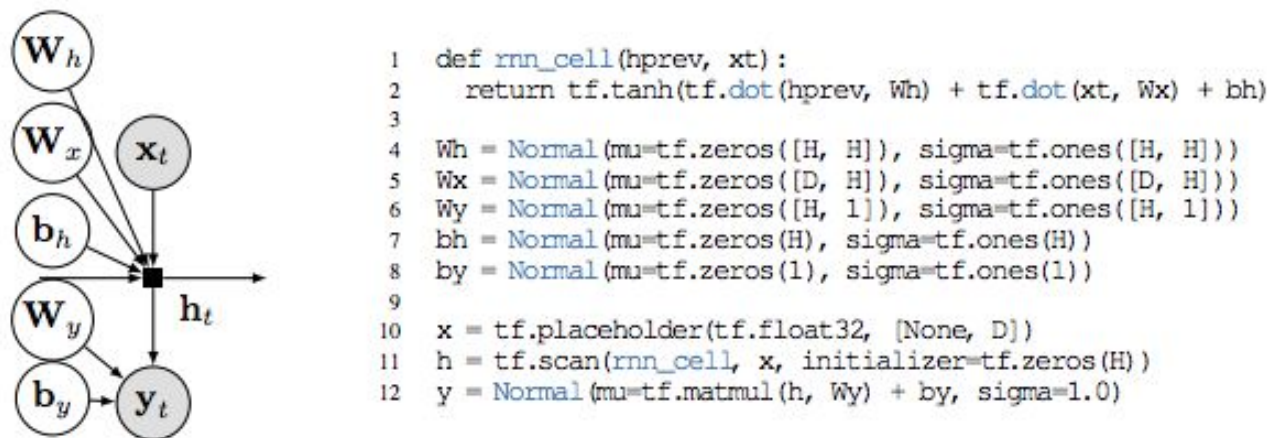 W_h
W_x
x_t
b_h
h_t
W_y
b_y
y_t
1 def rnn_cell(hprev, xt):
2   return tf.tanh(tf.dot(hprev, Wh) + tf.dot(xt, Wx) + bh)
3
4 Wh = Normal(mu=tf.zeros([H, H]), sigma=tf.ones([H, H]))
5 Wx = Normal(mu=tf.zeros([D, H]), sigma=tf.ones([D, H]))
6 Wy = Normal(mu=tf.zeros([H, 1]), sigma=tf.ones([H, 1]))
7 bh = Normal(mu=tf.zeros(H), sigma=tf.ones(H))
8 by = Normal(mu=tf.zeros(1), sigma=tf.ones(1))
9
10 x = tf.placeholder(tf.float32, [None, D])
11 h = tf.scan(rnn_cell, x, initializer=tf.zeros(H))
12 y = Normal(mu=tf.matmul(h, Wy) + by, sigma=1.0)